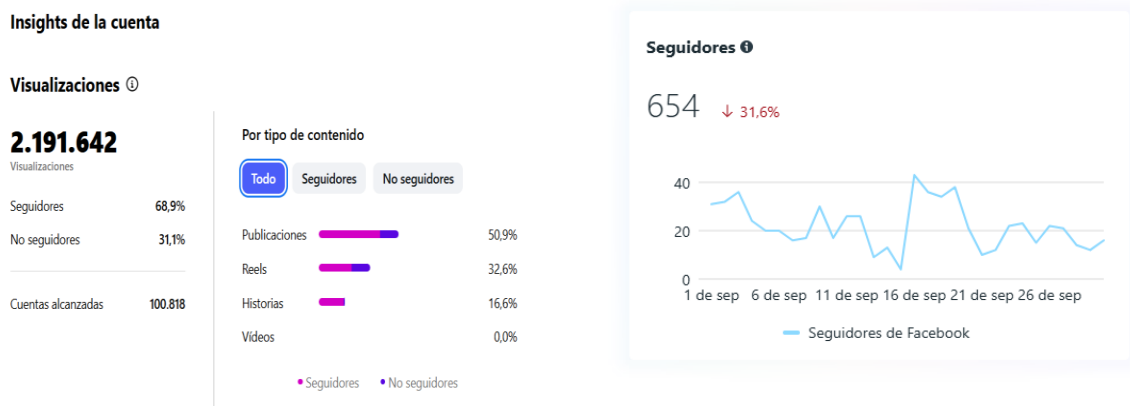 Insights de la cuenta
Visualizaciones
2.191.642
Visualizaciones
Seguidores 68,9%
No seguidores 31,1%
Cuentas alcanzadas 100.818
Por tipo de contenido
Todo Seguidores No seguidores
Publicaciones 50,9%
Reels 32,6%
Historias 16,6%
Vídeos 0,0%
Seguidores No seguidores
Seguidores
654 ↓ 31,6%
40
20
0
1 de sep 6 de sep 11 de sep 16 de sep 21 de sep 26 de sep
Seguidores de Facebook